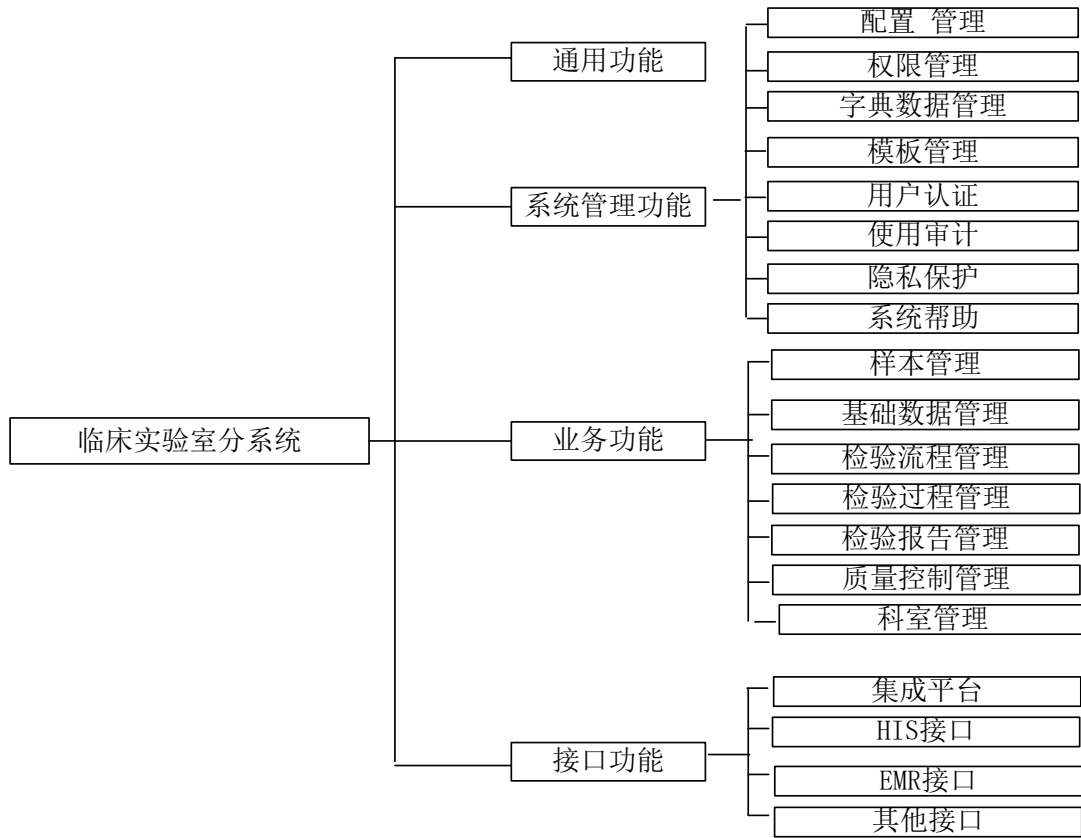 配置 管理
通用功能
权限管理
字典数据管理
模板管理
用户认证
系统管理功能
使用审计
隐私保护
系统帮助
样本管理
基础数据管理
临床实验室分系统
业务功能
检验流程管理
检验过程管理
检验报告管理
质量控制管理
科室管理
集成平台
HIS接口
接口功能
EMR接口
其他接口